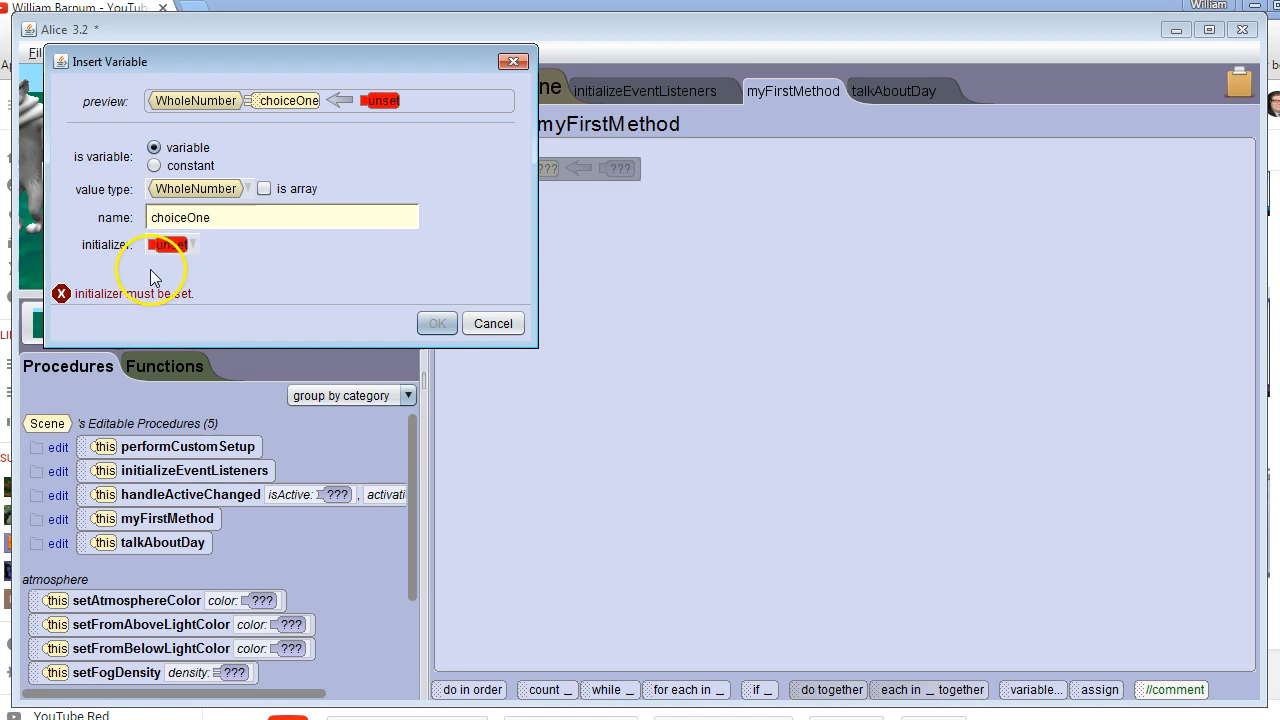 William Barnum - YouTub
William
Alice 3.2 *
Fil
Insert Variable
preview: WholeNumber choiceOne unset
is variable: variable
constant
value type: WholeNumber is array
name: choiceOne
initializer: unset
initializer must be set.
OK Cancel
ne initializeEventListeners myFirstMethod talkAboutDay
myFirstMethod
??? ???
Procedures Functions
group by category
Scene 's Editable Procedures (5)
edit this performCustomSetup
edit this initializeEventListeners
edit this handleActiveChanged isActive: ??? , activati
edit this myFirstMethod
edit this talkAboutDay
atmosphere
this setAtmosphereColor color: ???
this setFromAboveLightColor color: ???
this setFromBelowLightColor color: ???
this setFogDensity density: ???
do in order count _ while _ for each in _ if _ do together each in _ together variable... assign //comment
YouTube Red